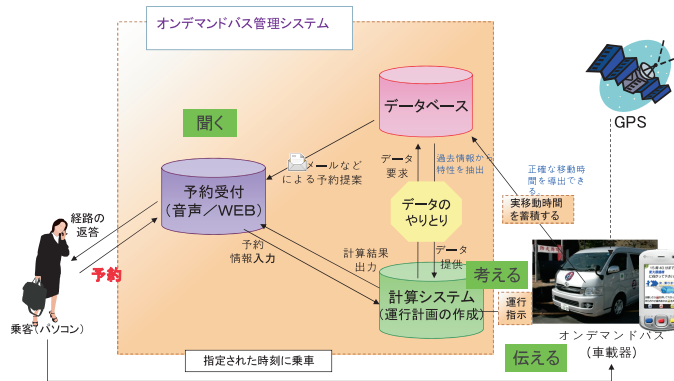 オンデマンドバス管理システム
データベース
聞く
GPS
メールなど
による予約提案
データ
要求
過去情報から
特性を抽出
正確な移動時
間を導出でき
る
予約受付
(音声／WEB)
データの
やりとり
実移動時間
を蓄積する
経路の
返答
予約
予約
情報入力
計算結果
出力
データ
提供
考える
計算システム
(運行計画の作成)
運行
指示
乗客(パソコン)
オンデマンドバス
(車載器)
伝える
指定された時刻に乗車